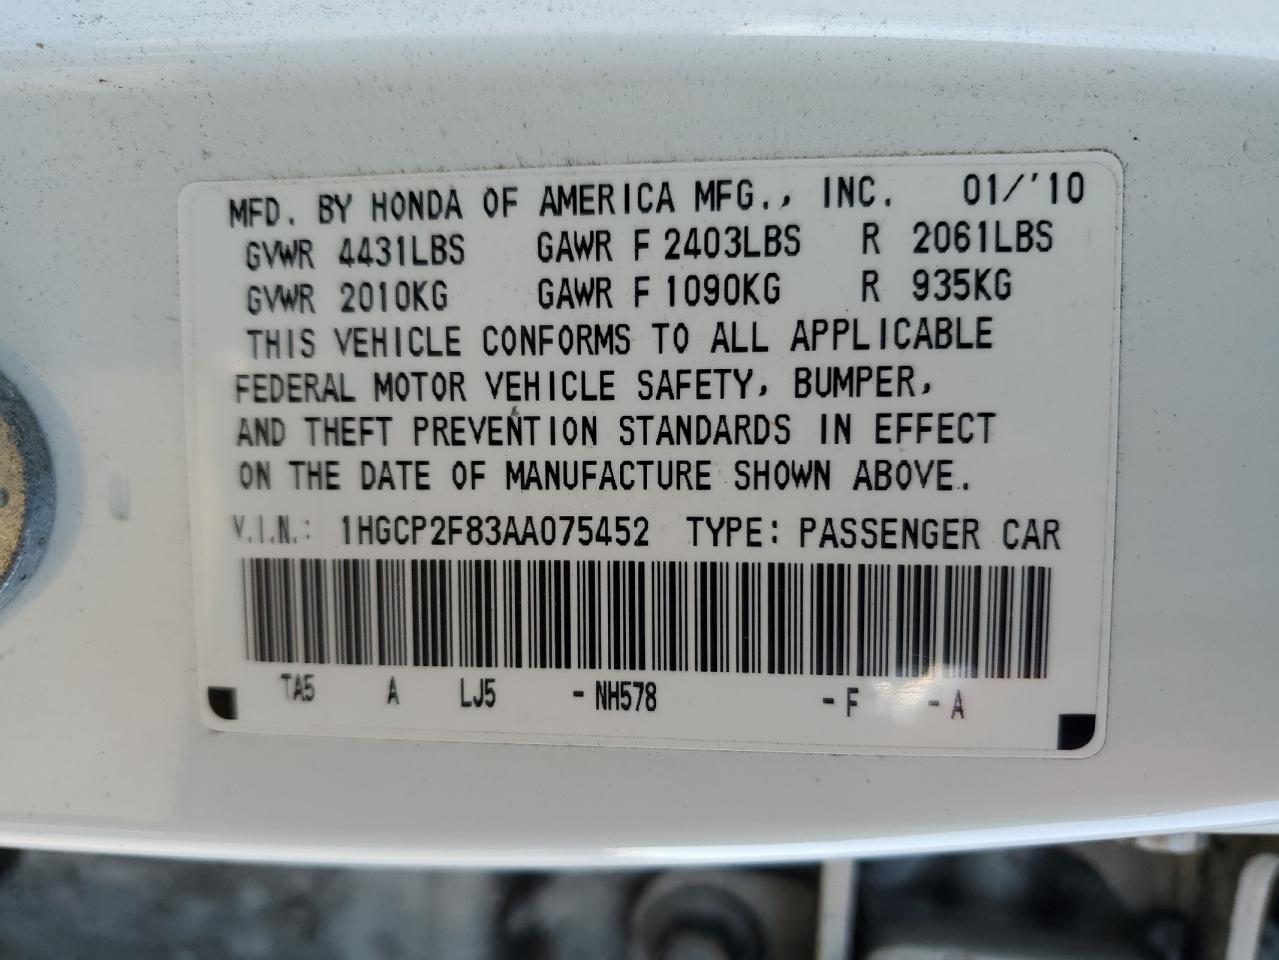 MFD. BY HONDA OF AMERICA MFG., INC. 01/'10
GVWR 4431LBS GAWR F 2403LBS R 2061LBS
GVWR 2010KG GAWR F 1090KG R 935KG
THIS VEHICLE CONFORMS TO ALL APPLICABLE
FEDERAL MOTOR VEHICLE SAFETY, BUMPER,
AND THEFT PREVENTION STANDARDS IN EFFECT
ON THE DATE OF MANUFACTURE SHOWN ABOVE.
V.I.N.: 1HGCP2F83AA075452 TYPE: PASSENGER CAR
TA5 A LJ5 -NH578 -F -A